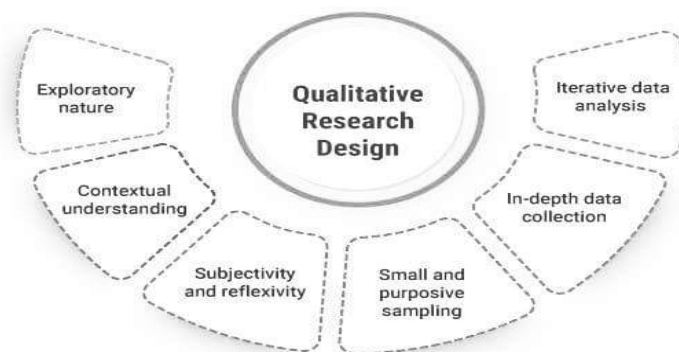 Qualitative
Research
Design
Exploratory
nature
Contextual
understanding
Subjectivity
and reflexivity
Small and
purposive
sampling
In-depth data
collection
Iterative data
analysis